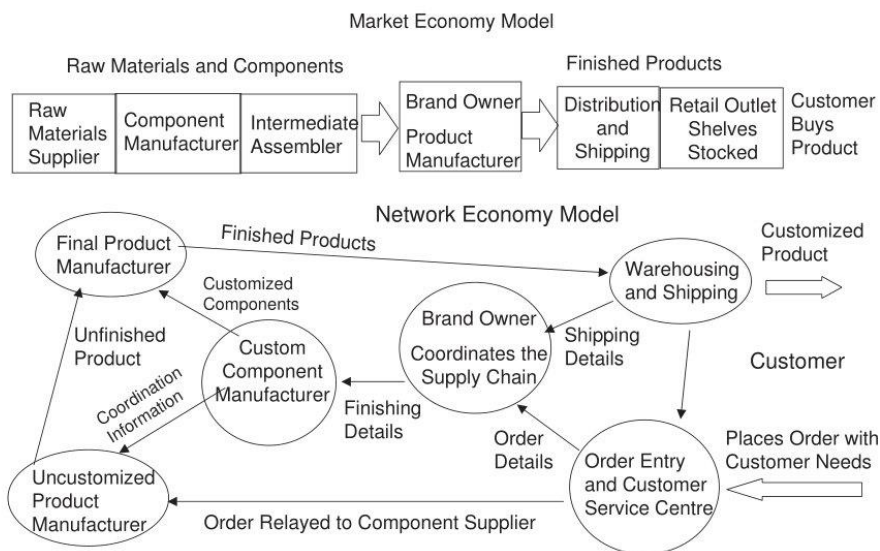 Market Economy Model
Raw Materials and Components
Finished Products
Raw
Materials
Supplier
Component
Manufacturer
Intermediate
Assembler
Brand Owner
Product
Manufacturer
Distribution
and
Shipping
Retail Outlet
Shelves
Stocked
Customer
Buys
Product
Network Economy Model
Final Product
Manufacturer
Finished Products
Customized
Product
Warehousing
and Shipping
Customized
Components
Unfinished
Product
Brand Owner
Coordinates the
Supply Chain
Shipping
Details
Customer
Custom
Component
Manufacturer
Coordination
Information
Finishing
Details
Order
Details
Places Order with
Customer Needs
Order Entry
and Customer
Service Centre
Uncustomized
Product
Manufacturer
Order Relayed to Component Supplier